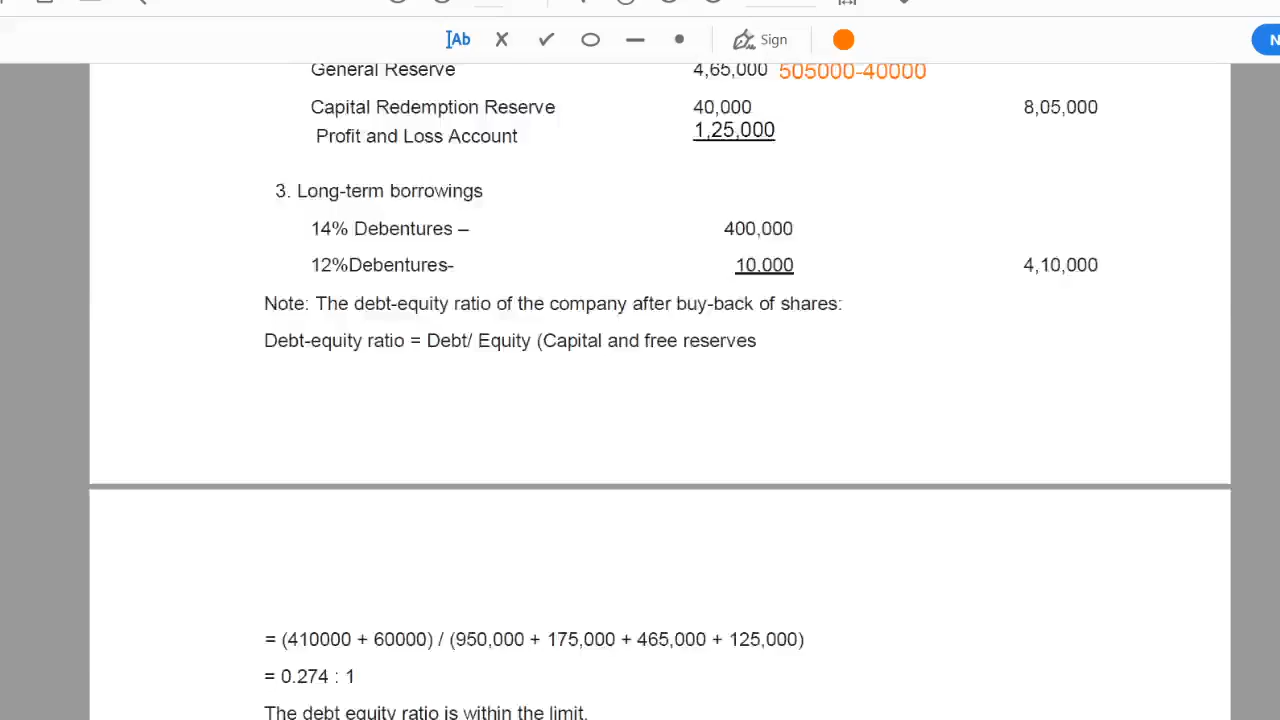 Ab Sign
General Reserve 4,65,000 505000-40000
Capital Redemption Reserve 40,000 8,05,000
Profit and Loss Account 1,25,000
3. Long-term borrowings
14% Debentures – 400,000
12%Debentures- 10,000 4,10,000
Note: The debt-equity ratio of the company after buy-back of shares:
Debt-equity ratio = Debt/ Equity (Capital and free reserves
= (410000 + 60000) / (950,000 + 175,000 + 465,000 + 125,000)
= 0.274 : 1
The debt equity ratio is within the limit.